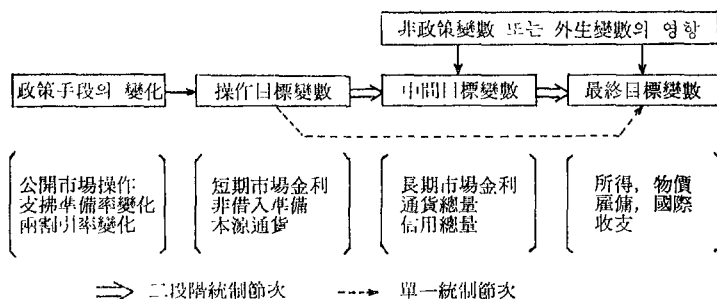 非政策變數 또는 外生變數의 영향
政策手段의 變化
操作目標變數
中間目標變數
最終目標變數
公開市場操作
支拂準備率變化
再割引率變化
短期市場金利
非借入準備
本源通貨
長期市場金利
通貨總量
信用總量
所得, 物價
雇傭, 國際
收支
二段階統制節次
單一統制節次